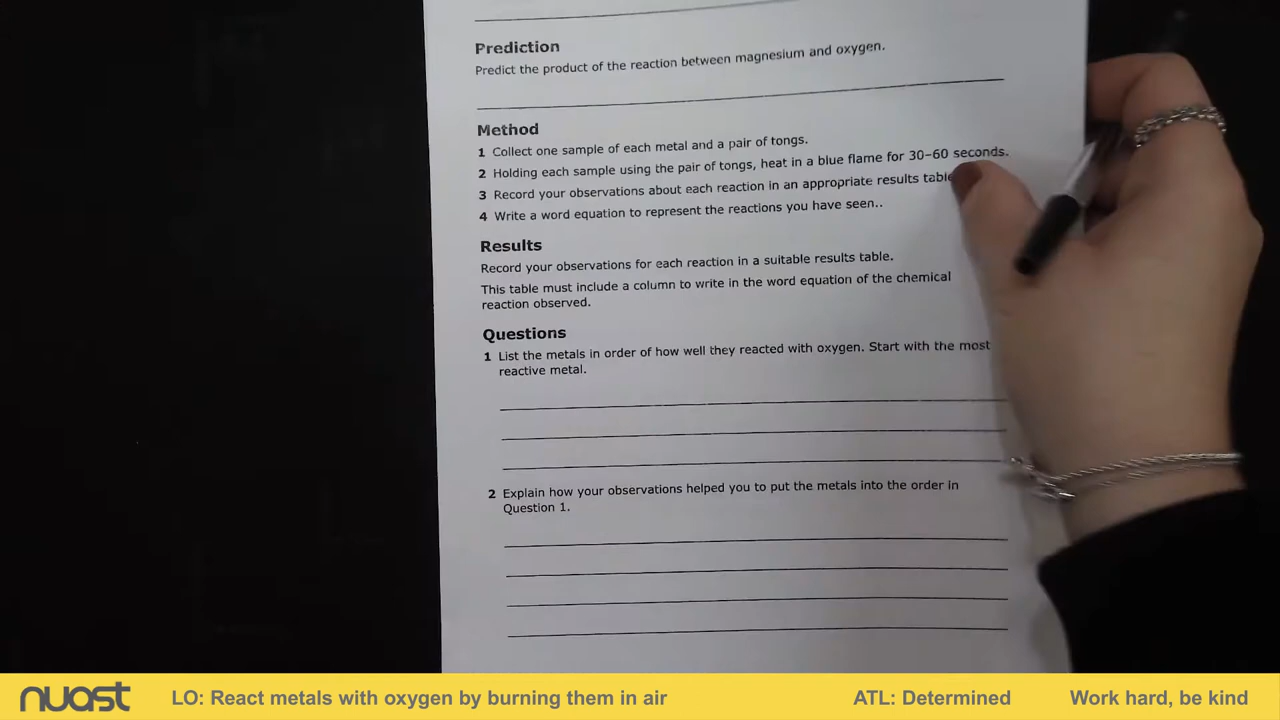 Prediction
Predict the product of the reaction between magnesium and oxygen.
Method
1 Collect one sample of each metal and a pair of tongs.
2 Holding each sample using the pair of tongs, heat in a blue flame for 30–60 seconds.
3 Record your observations about each reaction in an appropriate results table
4 Write a word equation to represent the reactions you have seen..
Results
Record your observations for each reaction in a suitable results table.
This table must include a column to write in the word equation of the chemical
reaction observed.
Questions
1 List the metals in order of how well they reacted with oxygen. Start with the most
reactive metal.
2 Explain how your observations helped you to put the metals into the order in
Question 1.
nuast LO: React metals with oxygen by burning them in air ATL: Determined Work hard, be kind